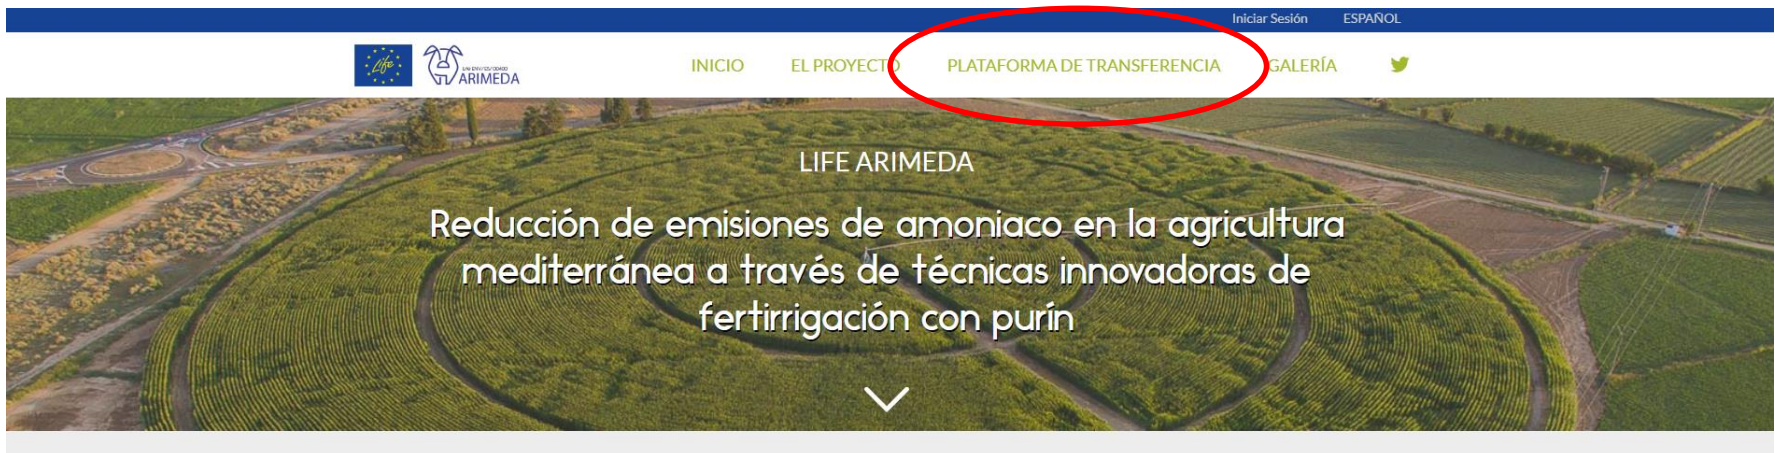 Iniciar Sesión ESPAÑOL
Life ARIMEDA
INICIO EL PROYECTO PLATAFORMA DE TRANSFERENCIA GALERÍA
LIFE ARIMEDA
Reducción de emisiones de amoniaco en la agricultura
mediterránea a través de técnicas innovadoras de
fertirrigación con purín